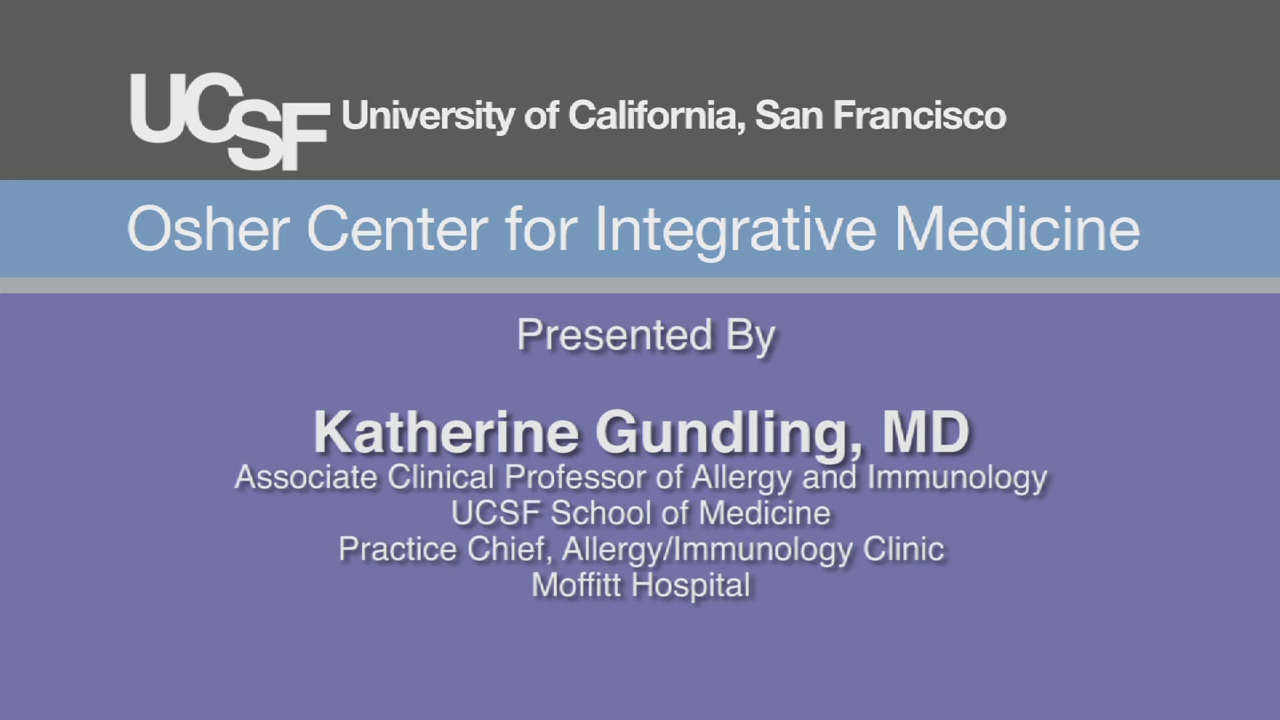 UCSF University of California, San Francisco
Osher Center for Integrative Medicine
Presented By
Katherine Gundling, MD
Associate Clinical Professor of Allergy and Immunology
UCSF School of Medicine
Practice Chief, Allergy/Immunology Clinic
Moffitt Hospital